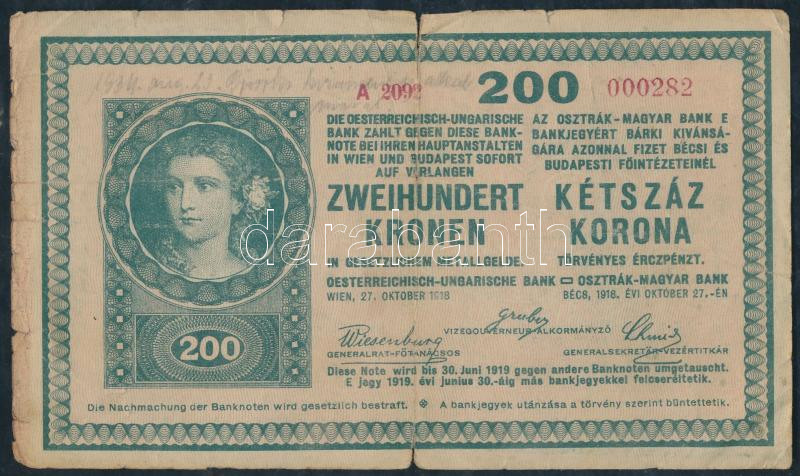 A 2092 200 000282
DIE OESTERREICHISCH-UNGARISCHE
BANK ZAHLT GEGEN DIESE BANK-
NOTE BEI IHREN HAUPTANSTALTEN
IN WIEN UND BUDAPEST SOFORT
AUF VERLANGEN
ZWEIHUNDERT
KRONEN
IN GESETZLICHEM METALLGELDE.
OESTERREICHISCH-UNGARISCHE BANK
WIEN, 27. OKTOBER 1918
AZ OSZTRÁK-MAGYAR BANK E
BANKJEGYÉRT BÁRKI KIVÁNSÁ-
GÁRA AZONNAL FIZET BÉCSI ÉS
BUDAPESTI FŐINTÉZETEINÉL
KÉTSZÁZ
KORONA
TÖRVÉNYES ÉRCZPÉNZT.
OSZTRÁK-MAGYAR BANK
BÉCS, 1918. ÉVI OKTOBER 27.-ÉN
darabanth
Wiesenburg
GENERALRAT-FŐTANÁCSOS
Gruber
VIZEGOUVERNEUR-ALKORMÁNYZÓ
Schmid
GENERALSEKRETÄR-VEZÉRTITKÁR
200
Diese Note wird bis 30. Juni 1919 gegen andere Banknoten umgetauscht.
E jegy 1919. évi junius 30.-áig más bankjegyekkel felcseréltetik.
Die Nachmachung der Banknoten wird gesetzlich bestraft. A bankjegyek utánzása a törvény szerint büntettetik.